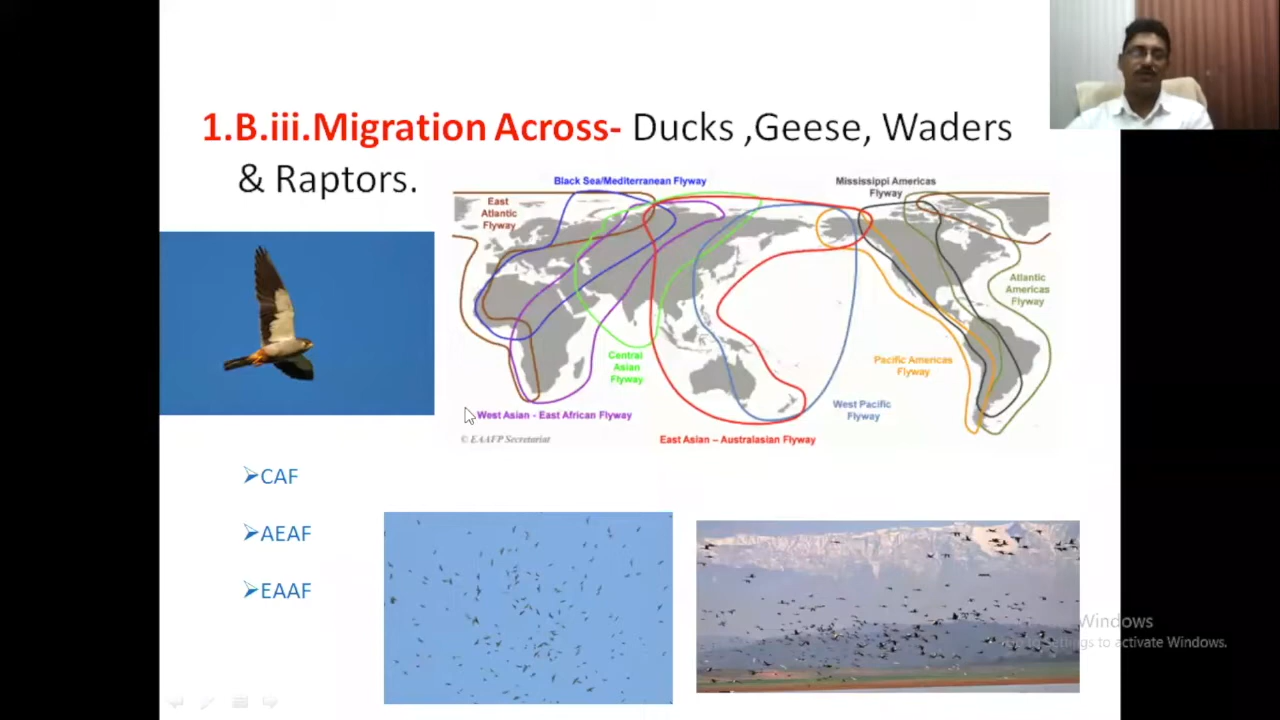 1.B.iii.Migration Across- Ducks ,Geese, Waders
& Raptors.
Black Sea/Mediterranean Flyway
Mississippi Americas
Flyway
East
Atlantic
Flyway
Atlantic
Americas
Flyway
Central
Asian
Flyway
Pacific Americas
Flyway
West Pacific
Flyway
West Asian - East African Flyway
© EAAFP Secretariat
East Asian – Australasian Flyway
➢CAF
➢AEAF
➢EAAF
Windows
to activate Windows.